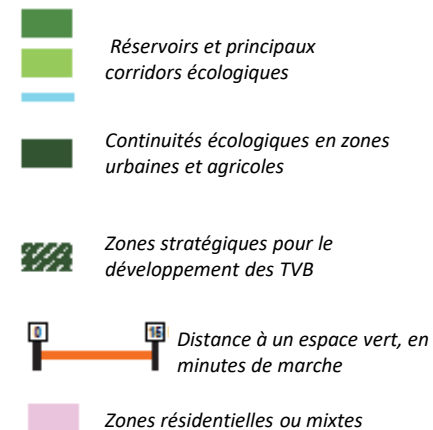 Réservoirs et principaux
corridors écologiques
Continuités écologiques en zones
urbaines et agricoles
Zones stratégiques pour le
développement des TVB
0 15
Distance à un espace vert, en
minutes de marche
Zones résidentielles ou mixtes